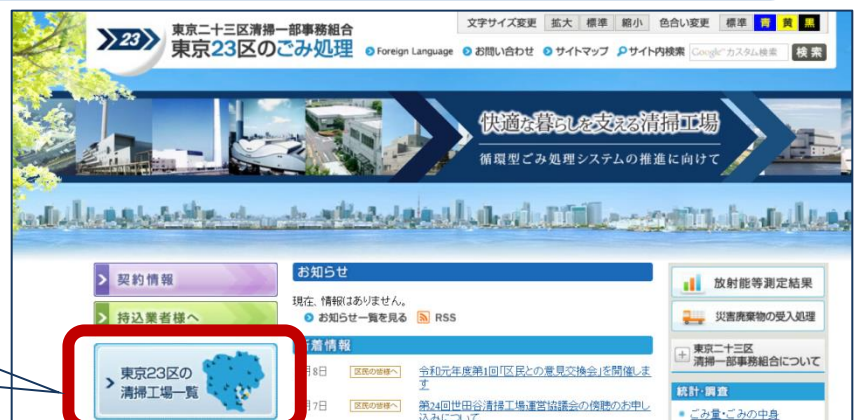 文字サイズ変更 拡大 標準 縮小 色合い変更 標準 青 黄 黒
23
東京二十三区清掃一部事務組合
東京23区のごみ処理
Foreign Language お問い合わせ サイトマップ サイト内検索 Google カスタム検索 検索
快適な暮らしを支える清掃工場
循環型ごみ処理システムの推進に向けて
契約情報
持込業者様へ
東京23区の
清掃工場一覧
お知らせ
現在、情報はありません。
お知らせ一覧を見る RSS
新着情報
月8日 区民の皆様へ 令和元年度第1回「区民との意見交換会」を開催しま
す
月7日 区民の皆様へ 第24回世田谷清掃工場運営協議会の傍聴のお申し
込みについて
放射能等測定結果
災害廃棄物の受入処理
東京二十三区
清掃一部事務組合について
統計・調査
ごみ量・ごみの中身